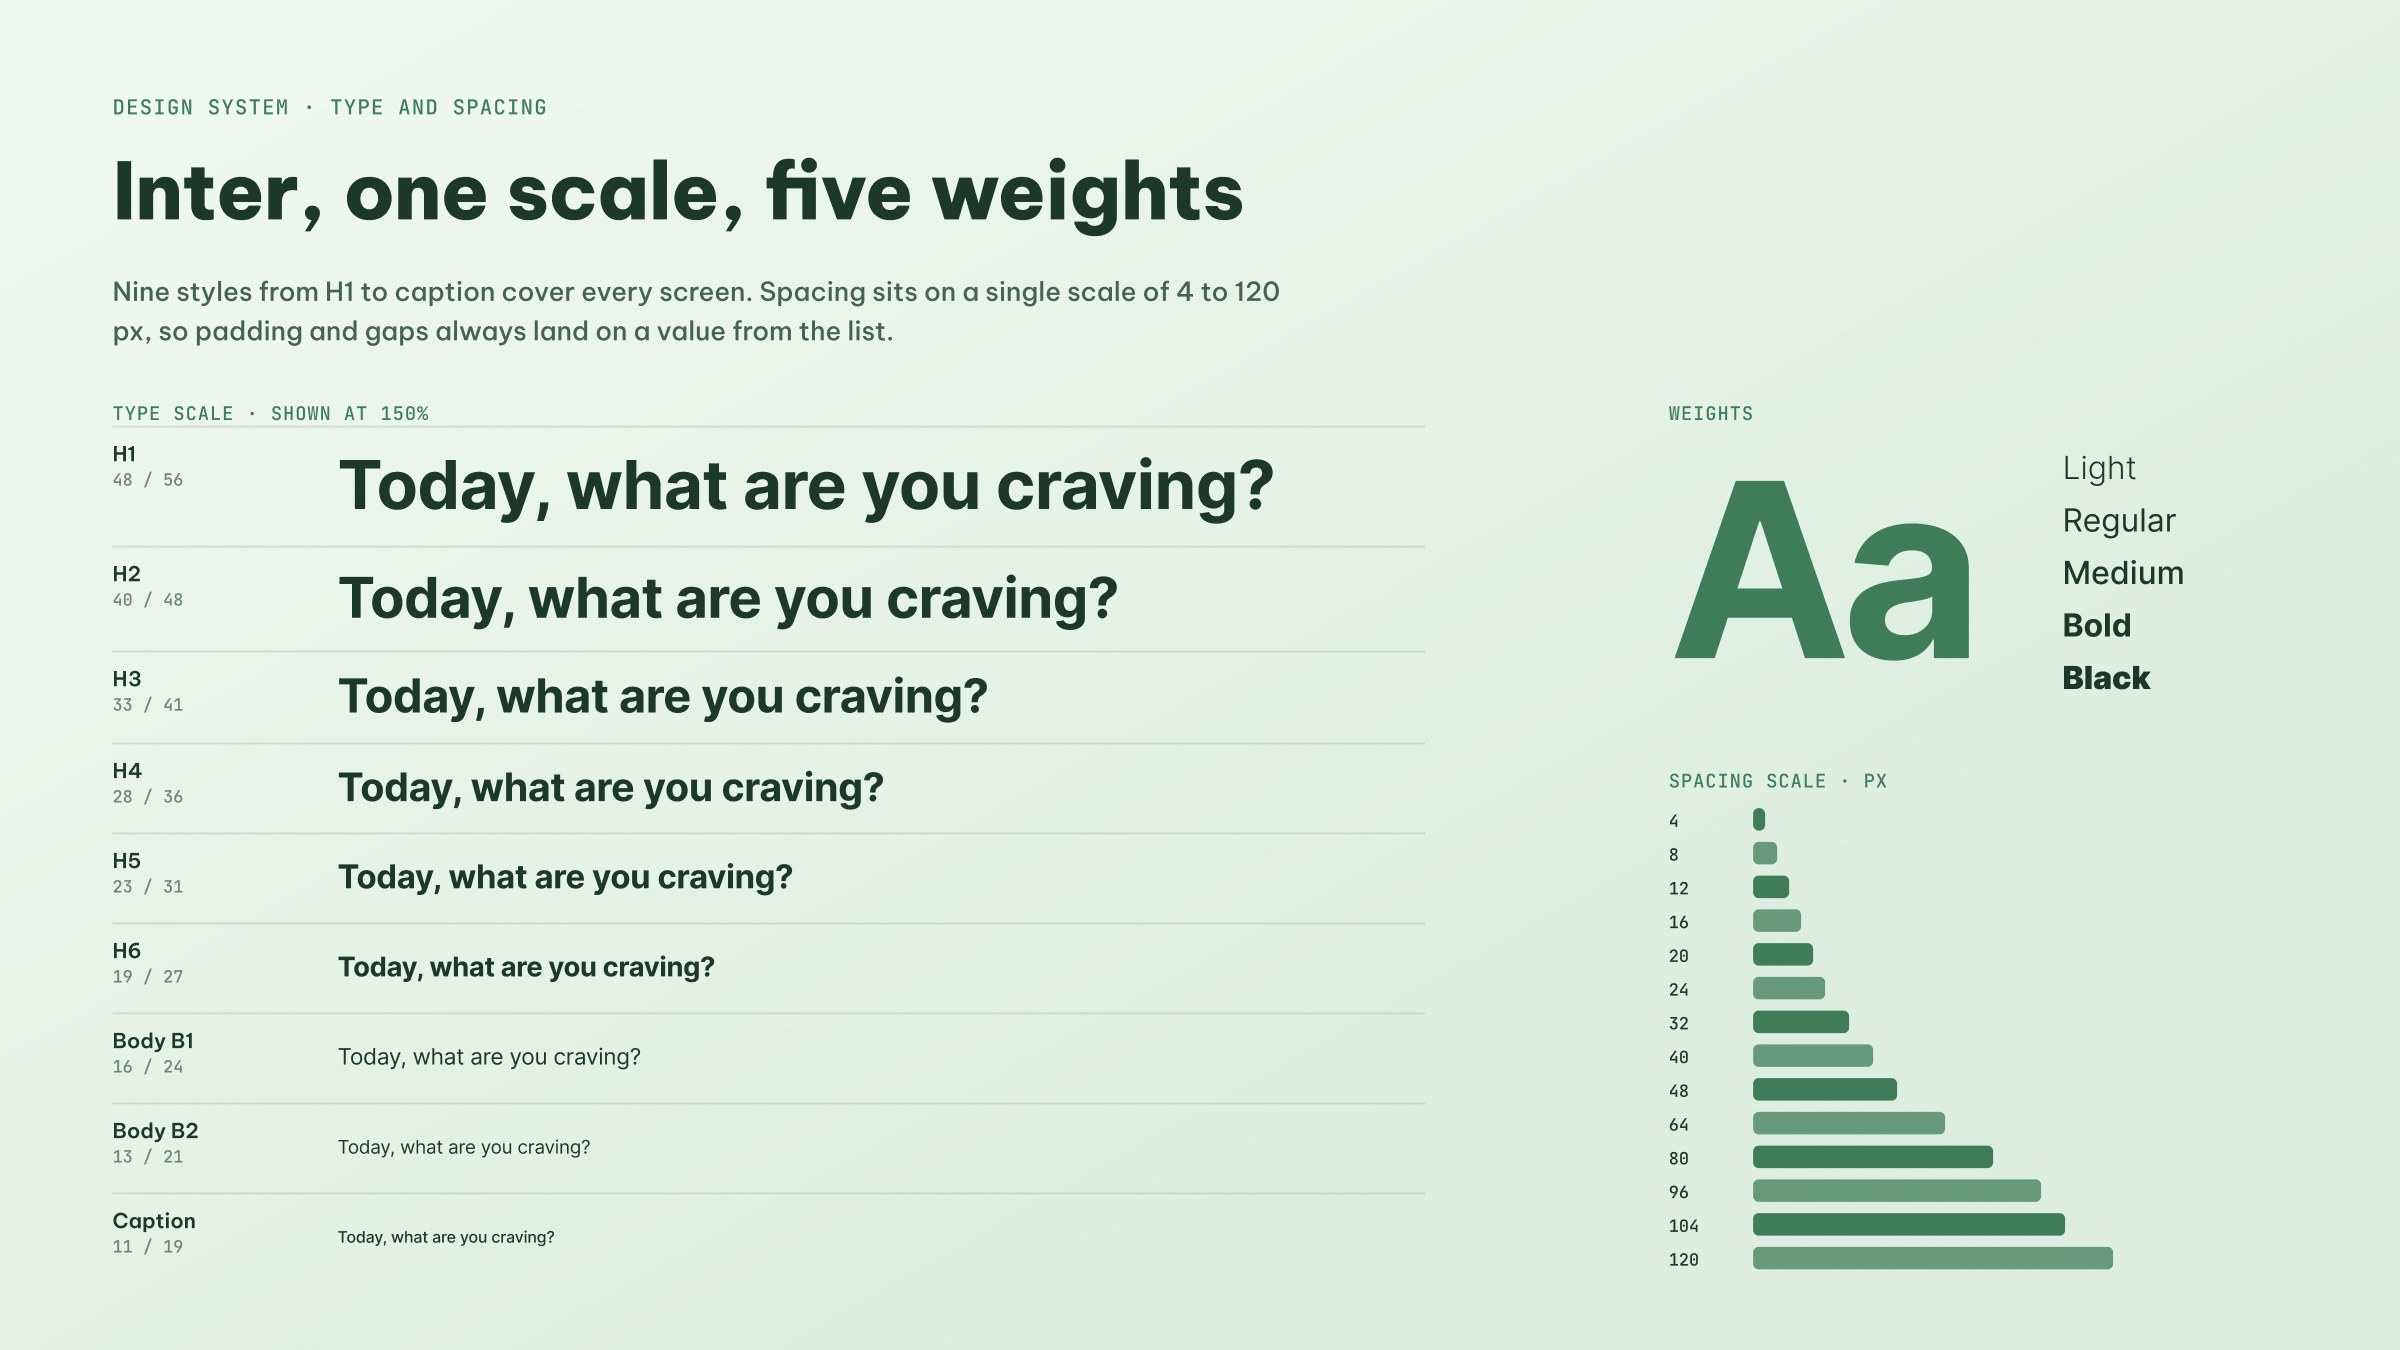 DESIGN SYSTEM · TYPE AND SPACING
Inter, one scale, five weights
Nine styles from H1 to caption cover every screen. Spacing sits on a single scale of 4 to 120
px, so padding and gaps always land on a value from the list.
TYPE SCALE · SHOWN AT 150%
H1
48 / 56
Today, what are you craving?
H2
40 / 48
Today, what are you craving?
H3
33 / 41
Today, what are you craving?
H4
28 / 36
Today, what are you craving?
H5
23 / 31
Today, what are you craving?
H6
19 / 27
Today, what are you craving?
Body B1
16 / 24
Today, what are you craving?
Body B2
13 / 21
Today, what are you craving?
Caption
11 / 19
Today, what are you craving?
WEIGHTS
Aa
Light
Regular
Medium
Bold
Black
SPACING SCALE · PX
4
8
12
16
20
24
32
40
48
64
80
96
104
120